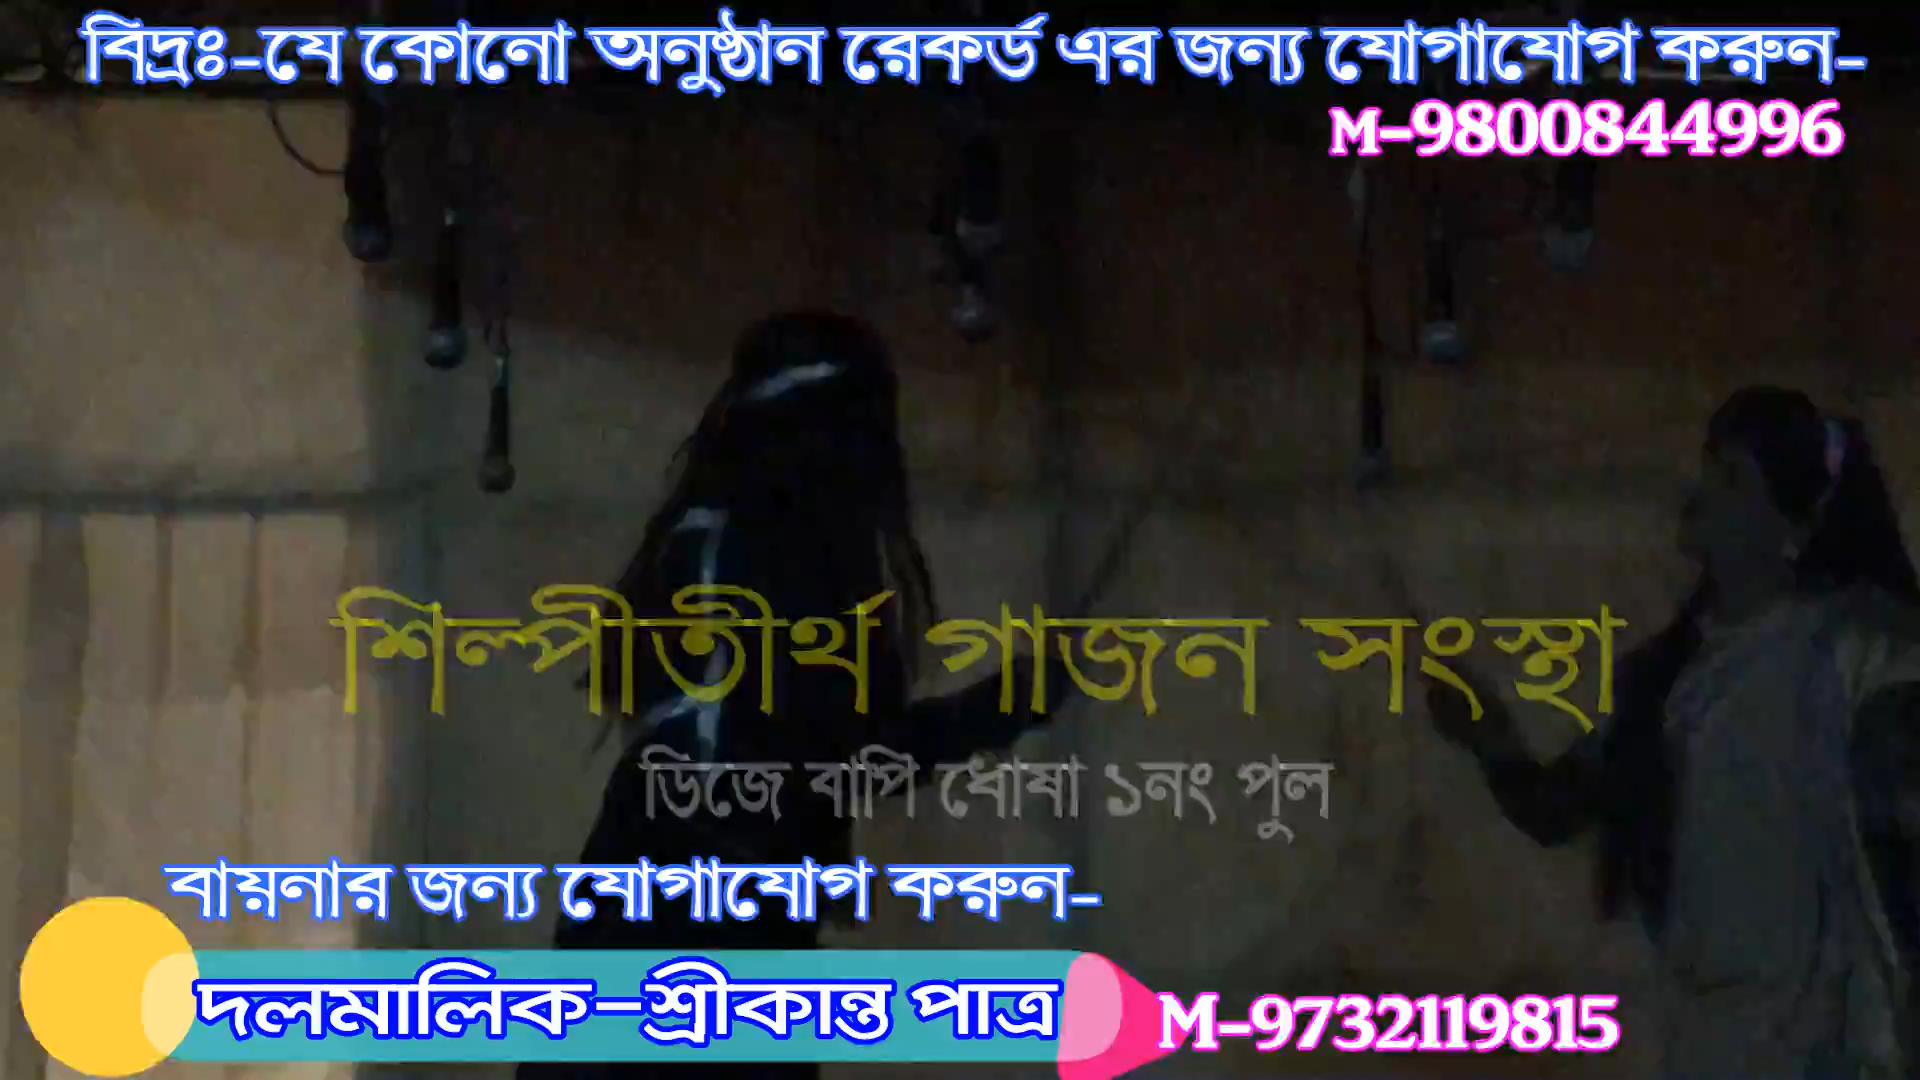 বিদ্রঃ-যে কোনো অনুষ্ঠান রেকর্ড এর জন্য যোগাযোগ করুন-
M-9800844996
শিল্পীতীর্থ গাজন সংস্থা
ডিজে বাপি ধোষা ১নং পুল
বায়নার জন্য যোগাযোগ করুন-
দলমালিক-শ্রীকান্ত পাত্র
M-9732119815